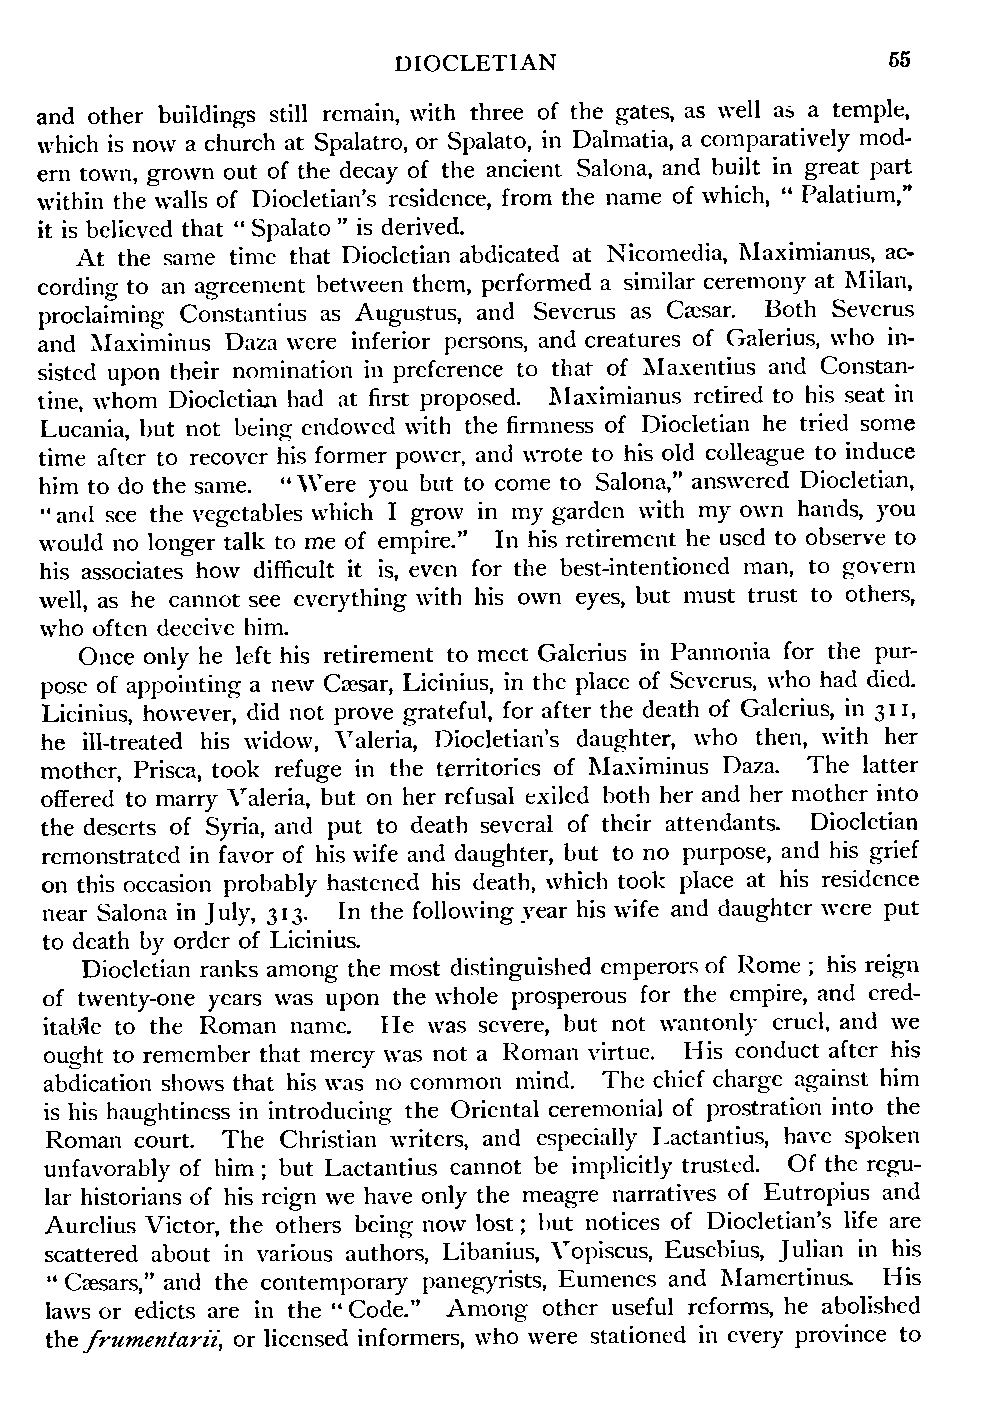 DIOCLETIAN 55
and other buildings still remain, with three of the gates, as well as a temple,
which is now a church at Spalatro, or Spalato, in Dalmatia, a comparatively mod-
ern town, grown out of the decay of the ancient Salona, and built in great part
within the walls of Diocletian's residence, from the name of which, "Palatium,"
it is believed that "Spalato" is derived.
At the same time that Diocletian abdicated at Nicomedia, Maximianus, ac-
cording to an agreement between them, performed a similar ceremony at Milan,
proclaiming Constantius as Augustus, and Severus as Cæsar. Both Severus
and Maximinus Daza were inferior persons, and creatures of Galerius, who in-
sisted upon their nomination in preference to that of Maxentius and Constan-
tine, whom Diocletian had at first proposed. Maximianus retired to his seat in
Lucania, but not being endowed with the firmness of Diocletian he tried some
time after to recover his former power, and wrote to his old colleague to induce
him to do the same. "Were you but to come to Salona," answered Diocletian,
"and see the vegetables which I grow in my garden with my own hands, you
would no longer talk to me of empire." In his retirement he used to observe to
his associates how difficult it is, even for the best-intentioned man, to govern
well, as he cannot see everything with his own eyes, but must trust to others,
who often deceive him.
Once only he left his retirement to meet Galerius in Pannonia for the pur-
pose of appointing a new Cæsar, Licinius, in the place of Severus, who had died.
Licinius, however, did not prove grateful, for after the death of Galerius, in 311,
he ill-treated his widow, Valeria, Diocletian's daughter, who then, with her
mother, Prisca, took refuge in the territories of Maximinus Daza. The latter
offered to marry Valeria, but on her refusal exiled both her and her mother into
the deserts of Syria, and put to death several of their attendants. Diocletian
remonstrated in favor of his wife and daughter, but to no purpose, and his grief
on this occasion probably hastened his death, which took place at his residence
near Salona in July, 313. In the following year his wife and daughter were put
to death by order of Licinius.
Diocletian ranks among the most distinguished emperors of Rome; his reign
of twenty-one years was upon the whole prosperous for the empire, and cred-
itable to the Roman name. He was severe, but not wantonly cruel, and we
ought to remember that mercy was not a Roman virtue. His conduct after his
abdication shows that his was no common mind. The chief charge against him
is his haughtiness in introducing the Oriental ceremonial of prostration into the
Roman court. The Christian writers, and especially Lactantius, have spoken
unfavorably of him; but Lactantius cannot be implicitly trusted. Of the regu-
lar historians of his reign we have only the meagre narratives of Eutropius and
Aurelius Victor, the others being now lost; but notices of Diocletian's life are
scattered about in various authors, Libanius, Vopiscus, Eusebius, Julian in his
"Cæsars," and the contemporary panegyrists, Eumenes and Mamertinus. His
laws or edicts are in the "Code." Among other useful reforms, he abolished
the frumentarii, or licensed informers, who were stationed in every province to